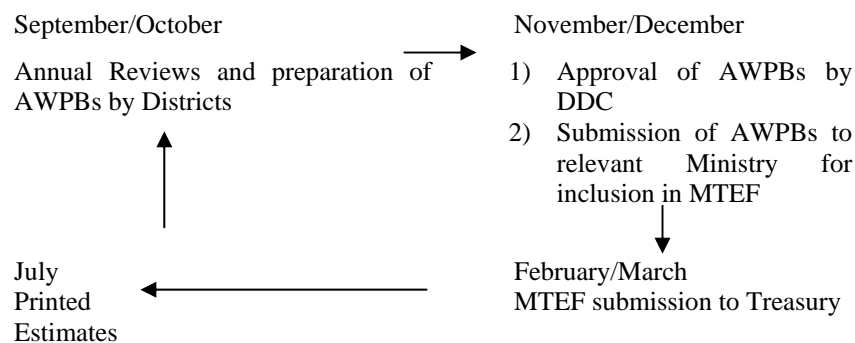 September/October
Annual Reviews and preparation of
AWPBs by Districts
November/December
1) Approval of AWPBs by
DDC
2) Submission of AWPBs to
relevant Ministry for
inclusion in MTEF
February/March
MTEF submission to Treasury
July
Printed
Estimates